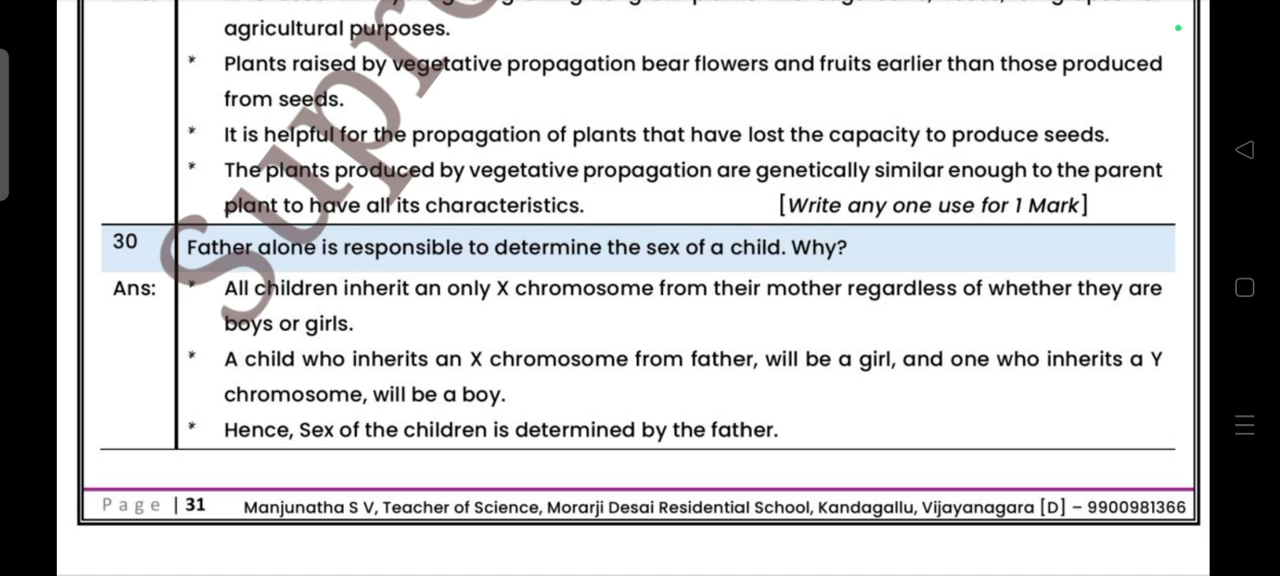 agricultural purposes.
* Plants raised by vegetative propagation bear flowers and fruits earlier than those produced
from seeds.
* It is helpful for the propagation of plants that have lost the capacity to produce seeds.
* The plants produced by vegetative propagation are genetically similar enough to the parent
plant to have all its characteristics. [Write any one use for 1 Mark]
30 Father alone is responsible to determine the sex of a child. Why?
Ans: * All children inherit an only X chromosome from their mother regardless of whether they are
boys or girls.
* A child who inherits an X chromosome from father, will be a girl, and one who inherits a Y
chromosome, will be a boy.
* Hence, Sex of the children is determined by the father.
Page | 31 Manjunatha S V, Teacher of Science, Morarji Desai Residential School, Kandagallu, Vijayanagara [D] – 9900981366
Supr